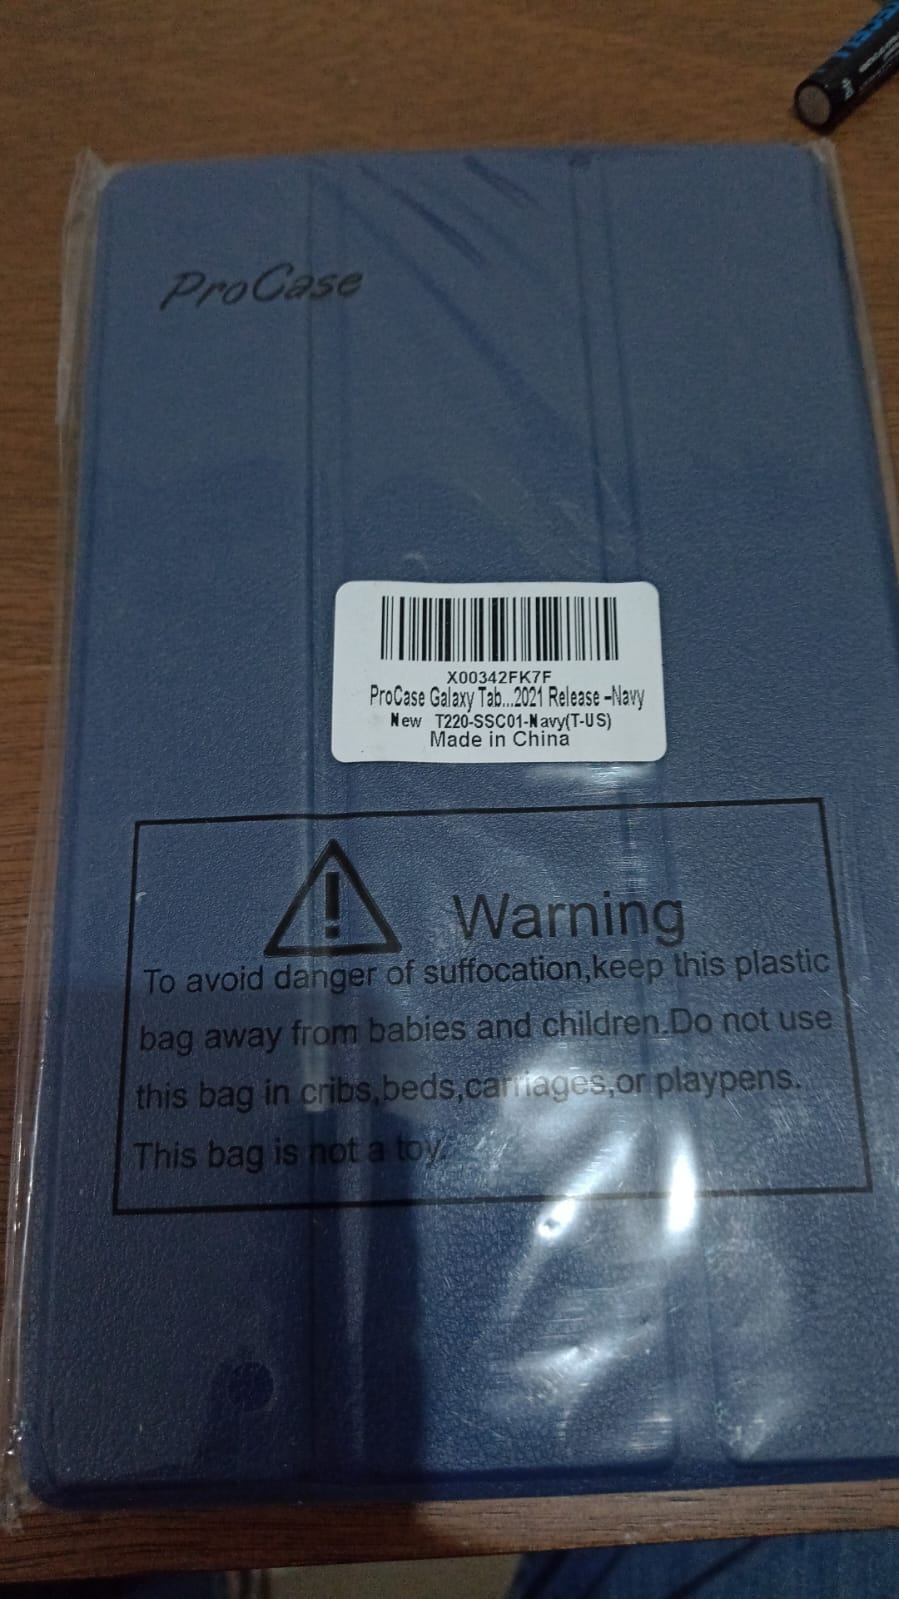 ProCase
X00342FK7F
ProCase Galaxy Tab...2021 Release –Navy
New T220-SSC01-Navy(T-US)
Made in China
Warning
To avoid danger of suffocation,keep this plastic
bag away from babies and children.Do not use
this bag in cribs,beds,carriages,or playpens.
This bag is not a toy.